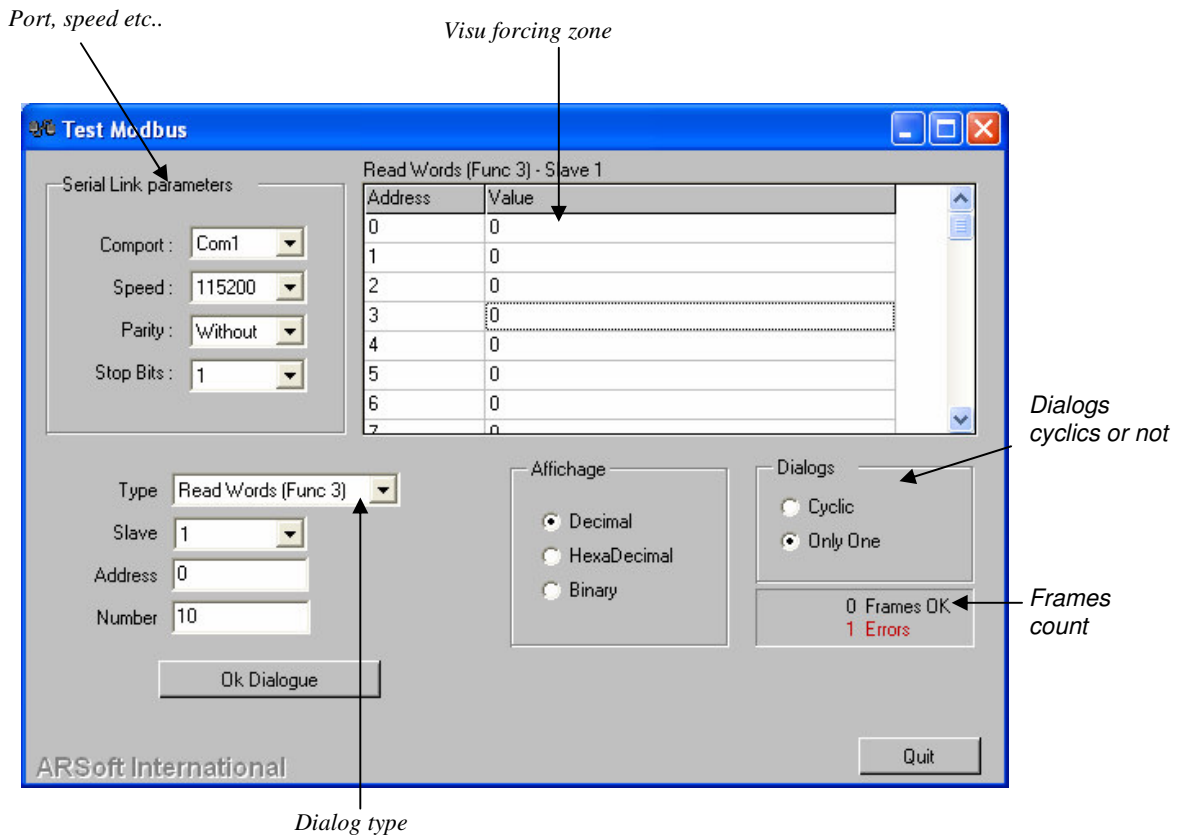 Port, speed etc..
Visu forcing zone
Test Modbus
Serial Link parameters
Comport :
Com1
Speed :
115200
Parity :
Without
Stop Bits :
1
Read Words (Func 3) - Slave 1
Address Value
0 0
1 0
2 0
3 0
4 0
5 0
6 0
7 0
Dialogs
cyclics or not
Type
Read Words (Func 3)
Slave
1
Address
0
Number
10
Ok Dialogue
Affichage
Decimal
HexaDecimal
Binary
Dialogs
Cyclic
Only One
0 Frames OK
1 Errors
Frames
count
ARSoft International
Quit
Dialog type